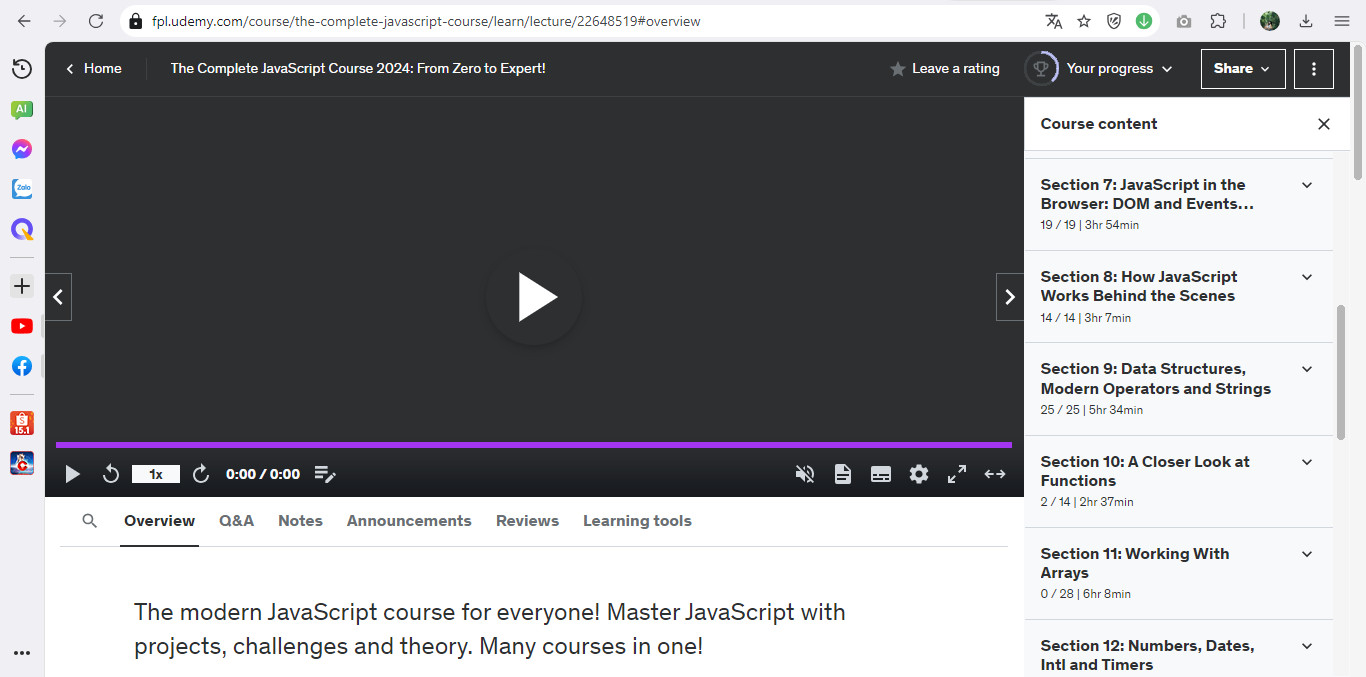 fpl.udemy.com/course/the-complete-javascript-course/learn/lecture/22648519#overview
Home
The Complete JavaScript Course 2024: From Zero to Expert!
Leave a rating
Your progress
Share
AI
Zalo
15.1
Course content
Section 7: JavaScript in the
Browser: DOM and Events…
19 / 19 | 3hr 54min
Section 8: How JavaScript
Works Behind the Scenes
14 / 14 | 3hr 7min
Section 9: Data Structures,
Modern Operators and Strings
25 / 25 | 5hr 34min
Section 10: A Closer Look at
Functions
2 / 14 | 2hr 37min
Section 11: Working With
Arrays
0 / 28 | 6hr 8min
Section 12: Numbers, Dates,
Intl and Timers
1x
0:00 / 0:00
Overview
Q&A
Notes
Announcements
Reviews
Learning tools
The modern JavaScript course for everyone! Master JavaScript with
projects, challenges and theory. Many courses in one!